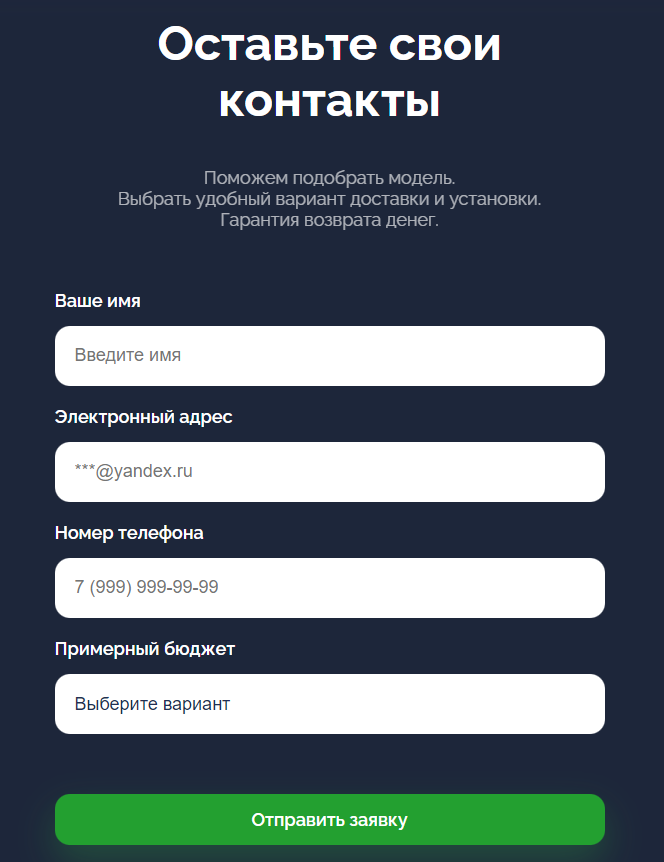 Оставьте свои
контакты
Поможем подобрать модель.
Выбрать удобный вариант доставки и установки.
Гарантия возврата денег.
Ваше имя
Введите имя
Электронный адрес
***@yandex.ru
Номер телефона
7 (999) 999-99-99
Примерный бюджет
Выберите вариант
Отправить заявку